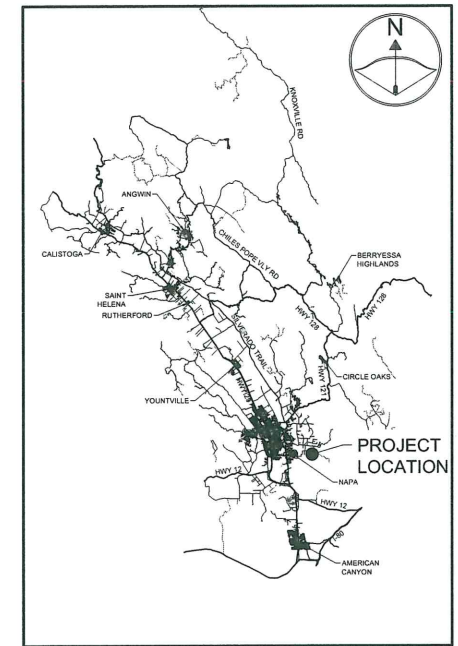 N
KNOXVILLE RD
ANGWIN
CALISTOGA
CHILES POPE VLY RD
BERRYESSA
HIGHLANDS
SAINT
HELENA
RUTHERFORD
HWY 128
HWY 128
SILVERADO TRAIL
HWY 121
CIRCLE OAKS
YOUNTVILLE
HWY 29
PROJECT
LOCATION
NAPA
HWY 12
HWY 12
I-80
AMERICAN
CANYON